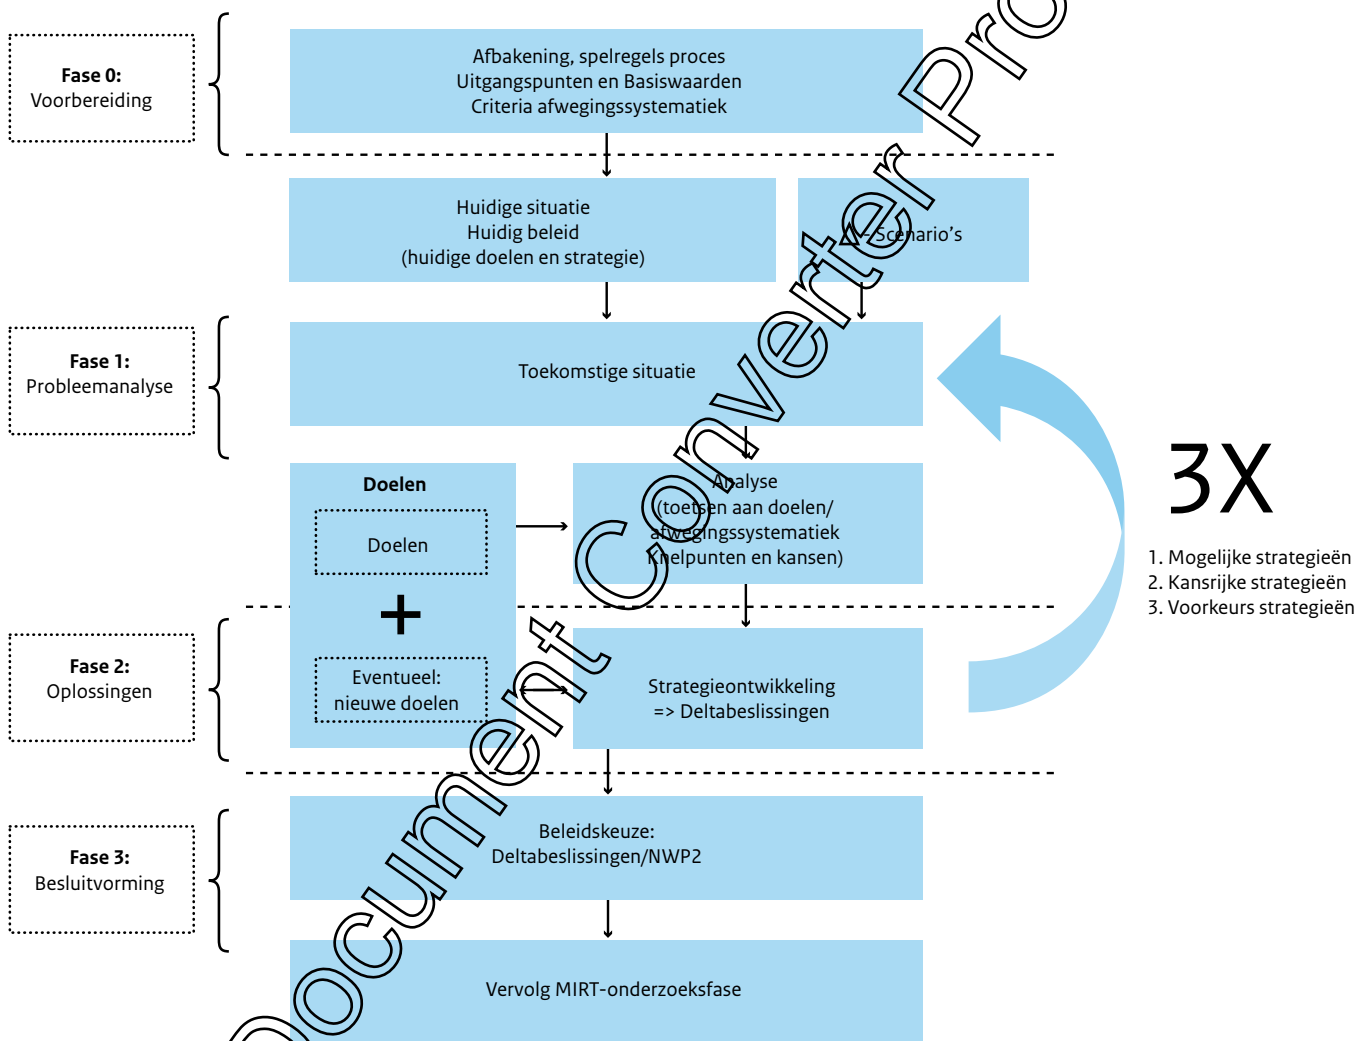 Fase 0:
Voorbereiding
Afbakening, spelregels proces
Uitgangspunten en Basiswaarden
Criteria afwegingssystematiek
Huidige situatie
Huidig beleid
(huidige doelen en strategie)
Δ - Scenario’s
Fase 1:
Probleemanalyse
Toekomstige situatie
Doelen
Doelen
+
Eventueel:
nieuwe doelen
Analyse
(toetsen aan doelen/
afwegingssystematiek
Knelpunten en kansen)
3X
1. Mogelijke strategieën
2. Kansrijke strategieën
3. Voorkeurs strategieën
Fase 2:
Oplossingen
Strategieontwikkeling
=> Deltabeslissingen
Fase 3:
Besluitvorming
Beleidskeuze:
Deltabeslissingen/NWP2
Vervolg MIRT-onderzoeksfase
Document Converter Pro